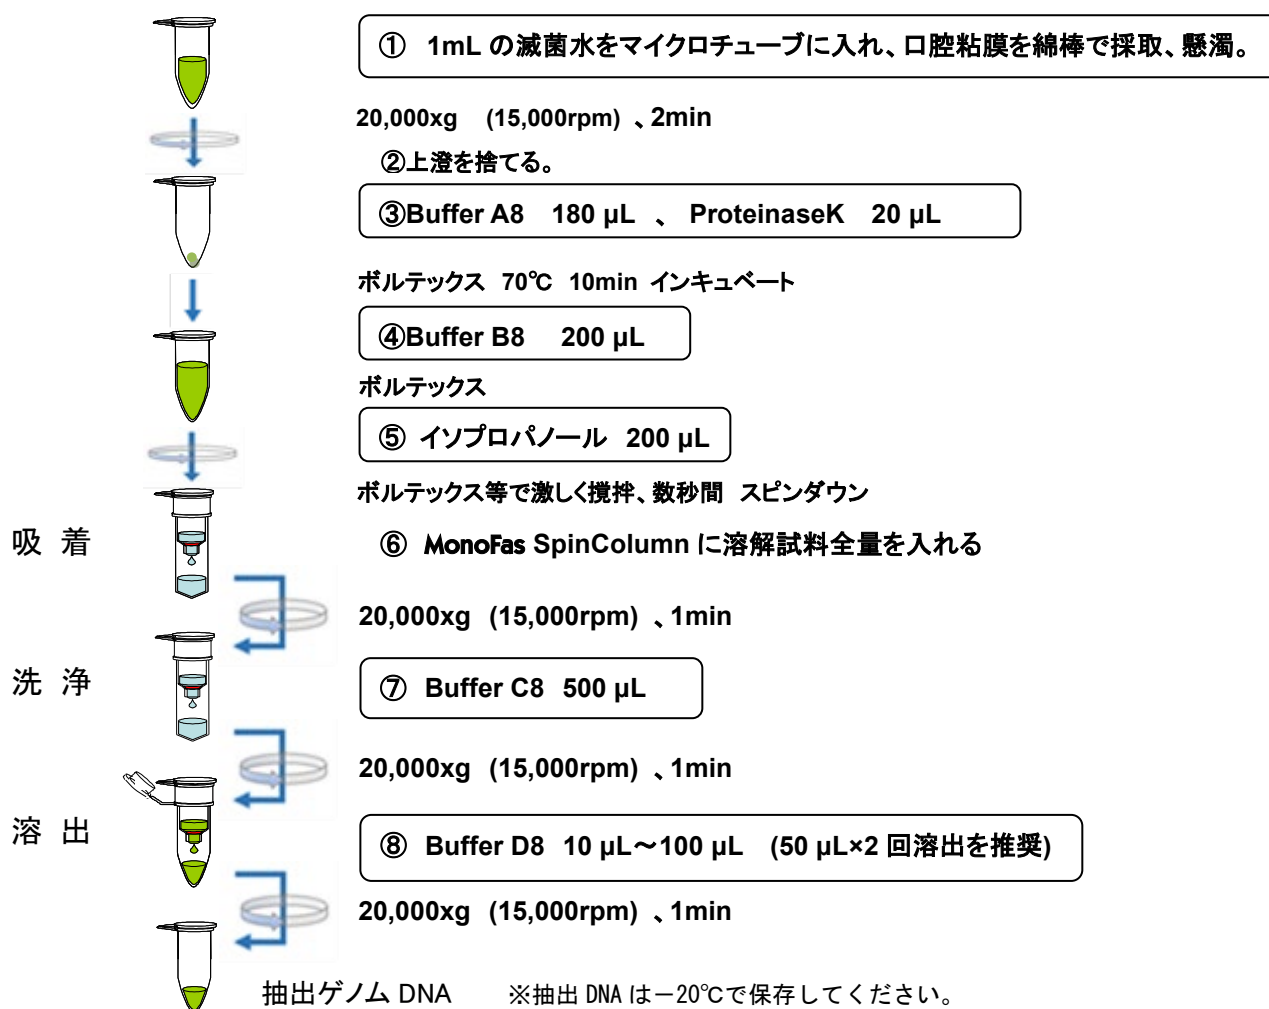 ① 1mL の滅菌水をマイクロチューブに入れ、口腔粘膜を綿棒で採取、懸濁。
20,000xg (15,000rpm) 、2min
②上澄を捨てる。
③Buffer A8 180 µL 、 ProteinaseK 20 µL
ボルテックス 70℃ 10min インキュベート
④Buffer B8 200 µL
ボルテックス
⑤ イソプロパノール 200 µL
ボルテックス等で激しく撹拌、数秒間 スピンダウン
吸 着
⑥ MonoFas SpinColumn に溶解試料全量を入れる
20,000xg (15,000rpm) 、1min
洗 浄
⑦ Buffer C8 500 µL
20,000xg (15,000rpm) 、1min
溶 出
⑧ Buffer D8 10 µL～100 µL (50 µL×2 回溶出を推奨)
20,000xg (15,000rpm) 、1min
抽出ゲノム DNA ※抽出 DNA は－20℃で保存してください。